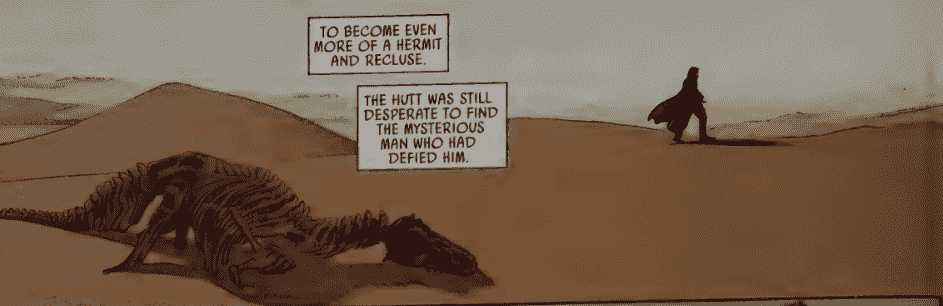 TO BECOME EVEN
MORE OF A HERMIT
AND RECLUSE.
THE HUTT WAS STILL
DESPERATE TO FIND
THE MYSTERIOUS
MAN WHO HAD
DEFIED HIM.